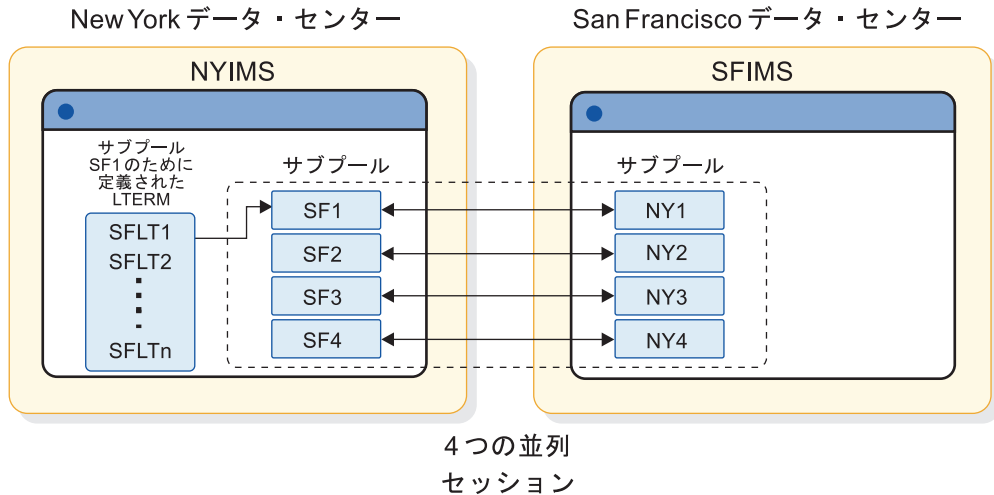 New York データ・センター
San Francisco データ・センター
NYIMS
SFIMS
サブプール
SF1のために
定義された
LTERM
サブプール
サブプール
SFLT1
SFLT2
SFLTn
SF1
SF2
SF3
SF4
NY1
NY2
NY3
NY4
4つの並列
セッション